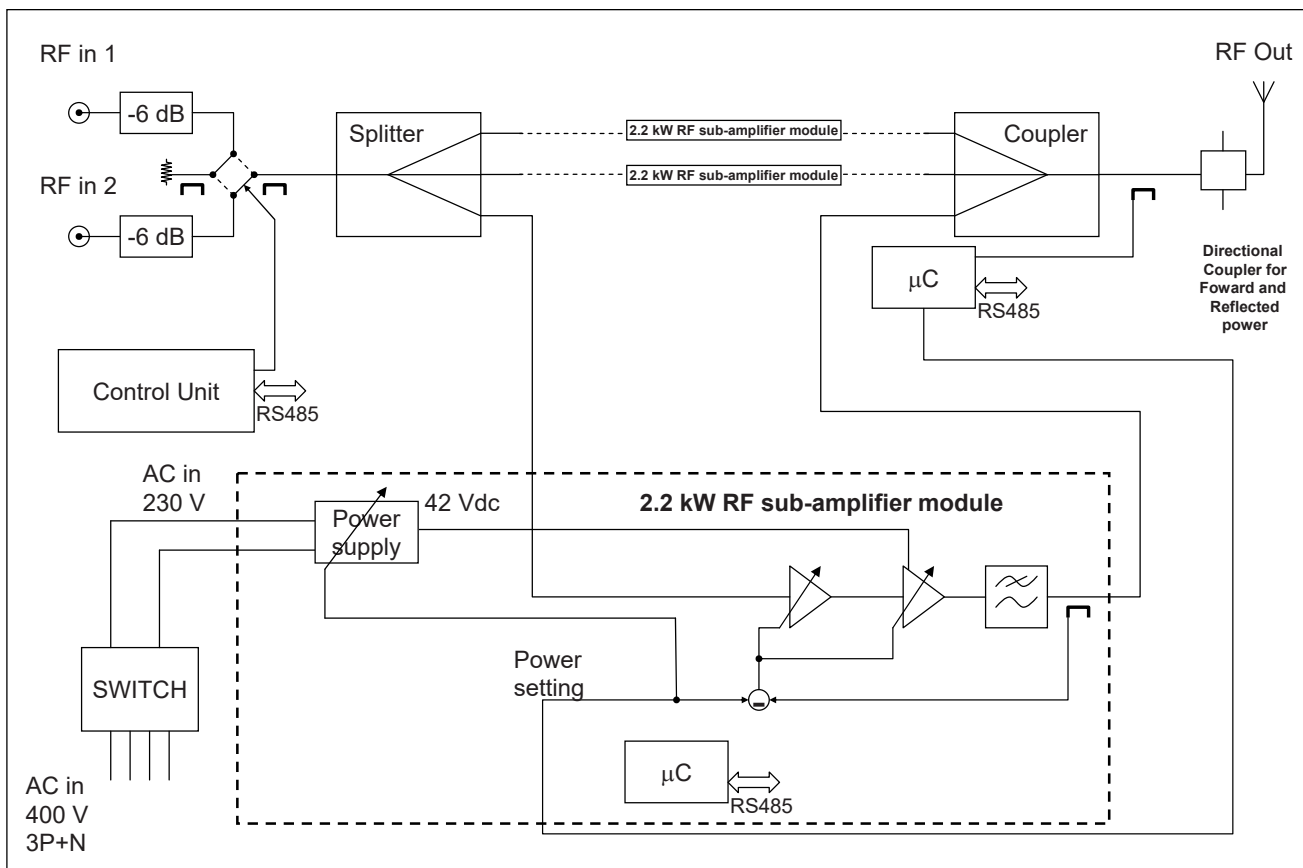 RF in 1
-6 dB
RF in 2
-6 dB
Splitter
2.2 kW RF sub-amplifier module
2.2 kW RF sub-amplifier module
Coupler
RF Out
Directional
Coupler for
Foward and
Reflected
power
μC
RS485
Control Unit
RS485
AC in
230 V
Power
supply
42 Vdc
2.2 kW RF sub-amplifier module
SWITCH
Power
setting
μC
RS485
AC in
400 V
3P+N